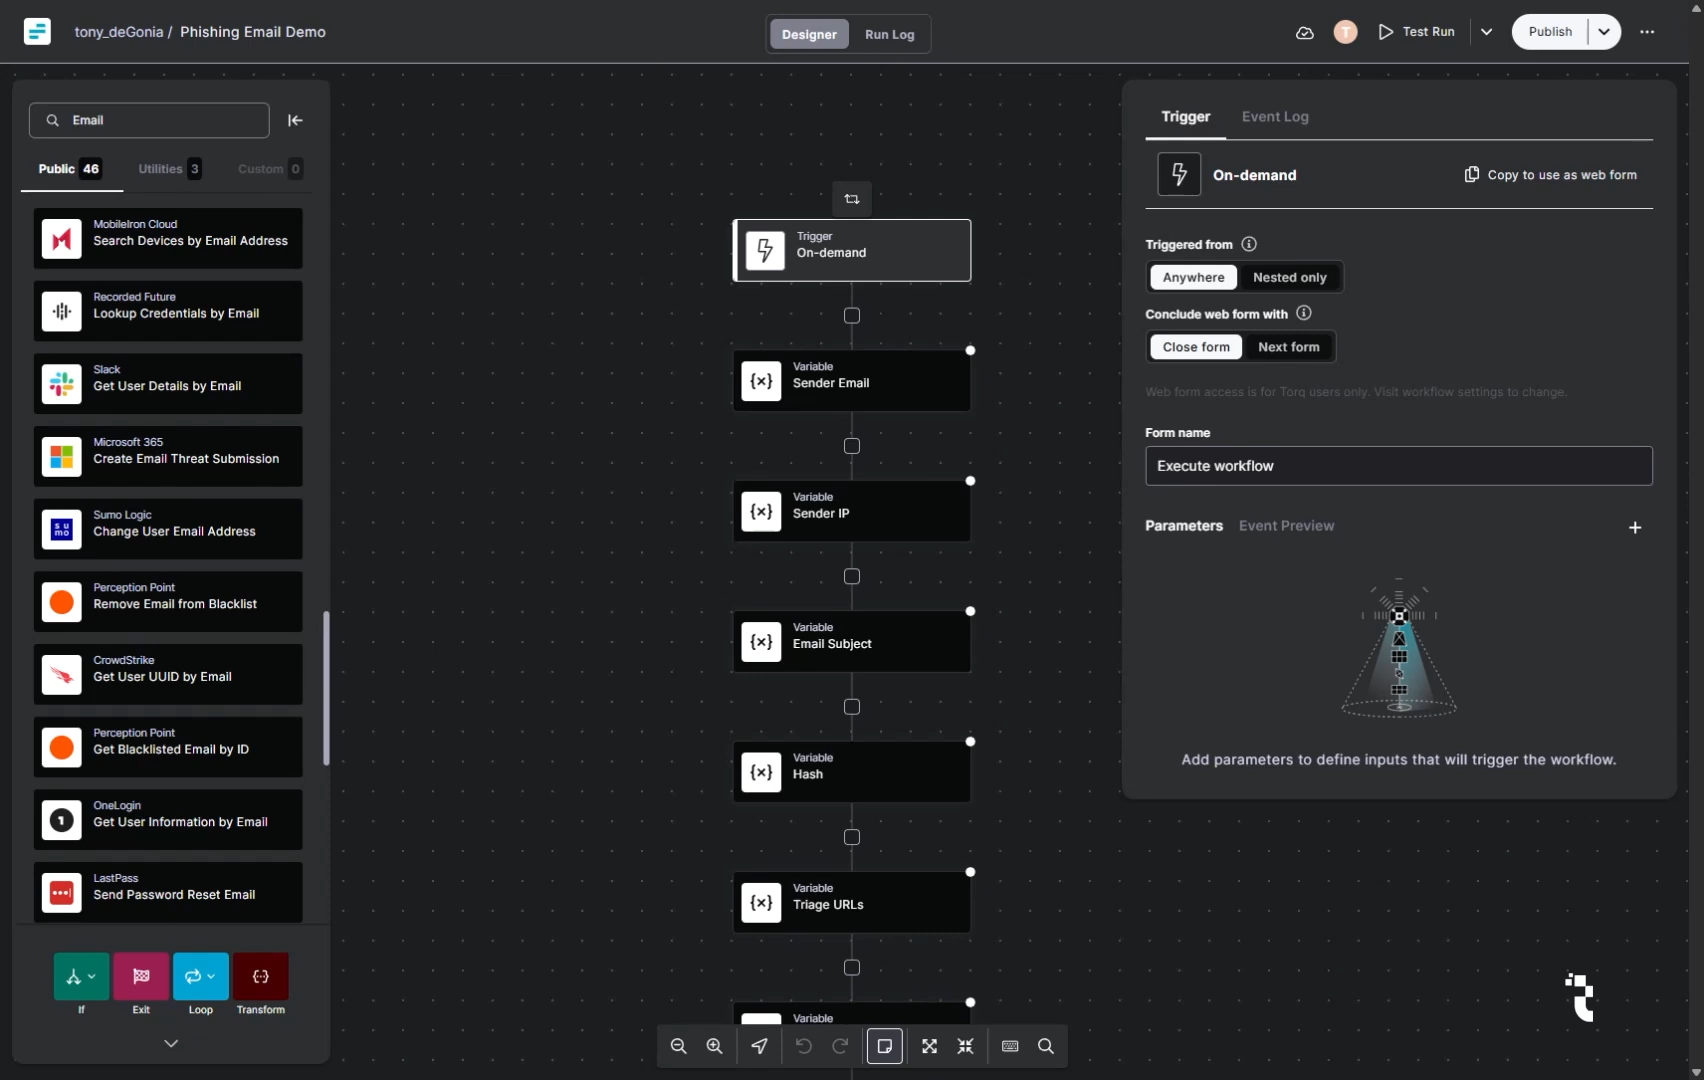 tony_deGonia / Phishing Email Demo
Designer
Run Log
T
Test Run
Publish
Email
Public 46
Utilities 3
Custom 0
MobileIron Cloud
Search Devices by Email Address
Recorded Future
Lookup Credentials by Email
Slack
Get User Details by Email
Microsoft 365
Create Email Threat Submission
su
mo
Sumo Logic
Change User Email Address
Perception Point
Remove Email from Blacklist
CrowdStrike
Get User UUID by Email
Perception Point
Get Blacklisted Email by ID
1
OneLogin
Get User Information by Email
LastPass
Send Password Reset Email
If
Exit
Loop
Transform
Trigger
On-demand
{x}
Variable
Sender Email
{x}
Variable
Sender IP
{x}
Variable
Email Subject
{x}
Variable
Hash
{x}
Variable
Triage URLs
Variable
Trigger
Event Log
On-demand
Copy to use as web form
Triggered from
Anywhere
Nested only
Conclude web form with
Close form
Next form
Web form access is for Torq users only. Visit workflow settings to change.
Form name
Execute workflow
Parameters
Event Preview
Add parameters to define inputs that will trigger the workflow.